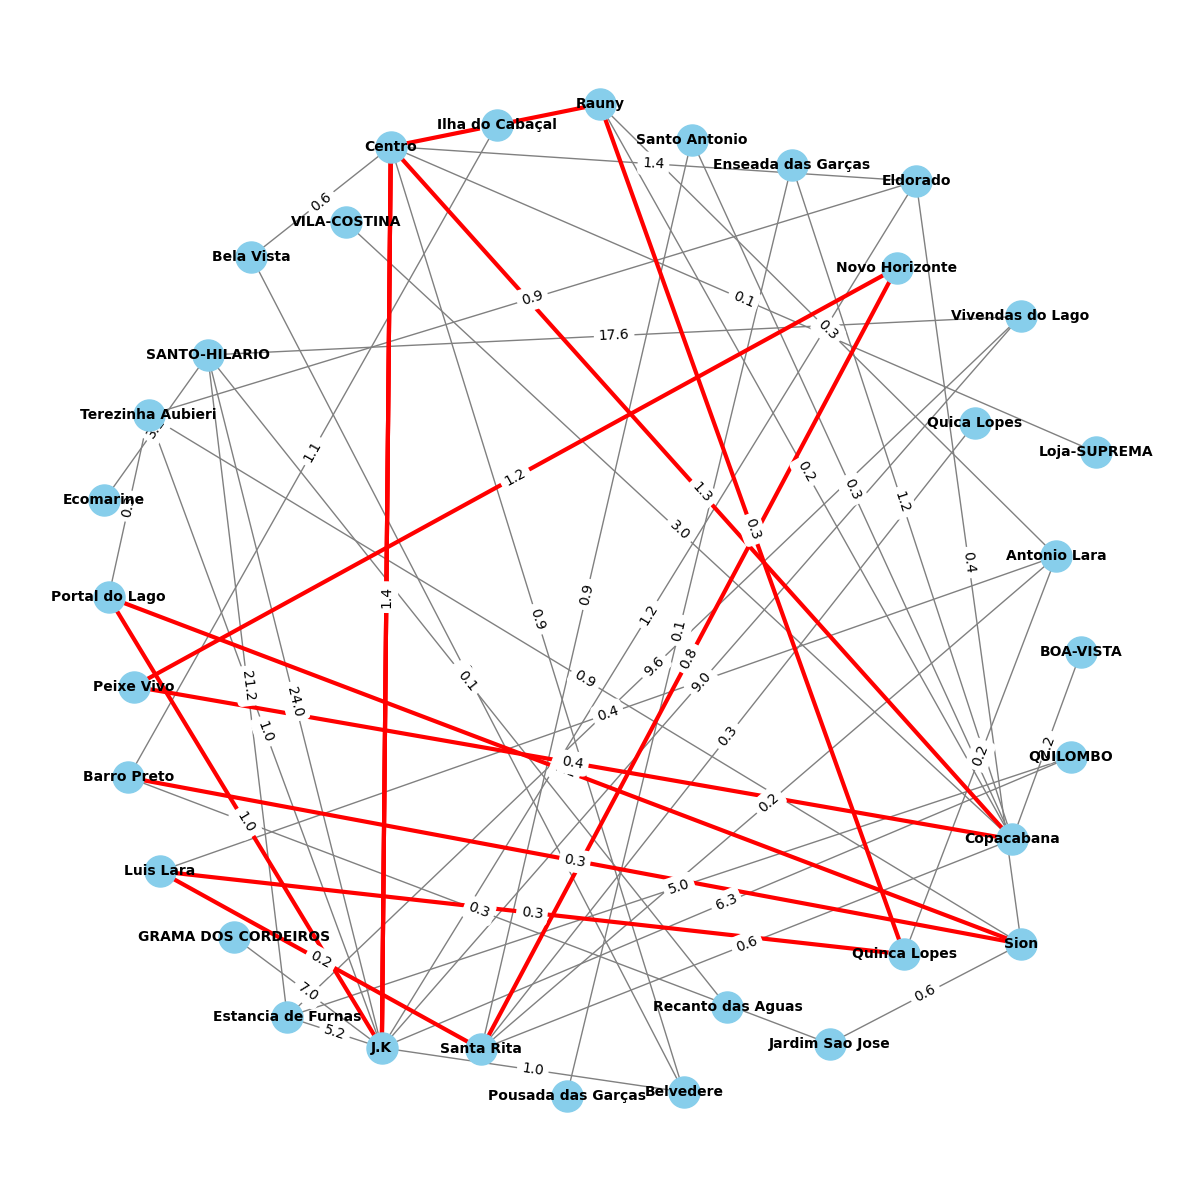 Rauny
Ilha do Cabaçal
Santo Antonio
Centro
1.4
Enseada das Garças
Eldorado
0.6
VILA-COSTINA
Bela Vista
Novo Horizonte
0.9
0.1
Vivendas do Lago
0.3
17.6
SANTO-HILARIO
Terezinha Aubieri
Quica Lopes
1.1
Loja-SUPREMA
0.2
1.2
1.3
0.3
Ecomarine
1.2
3.0
0.3
Antonio Lara
0.4
Portal do Lago
1.4
0.9
1.2
0.9
0.1
BOA-VISTA
0.8
9.6
Peixe Vivo
21.2
0.1
0.9
9.0
24.0
0.4
1.0
0.3
0.2
QUILOMBO
0.4
Barro Preto
0.2
1.0
Copacabana
0.3
Luis Lara
5.0
6.3
0.3
0.3
GRAMA DOS CORDEIROS
0.6
Sion
Quinca Lopes
0.2
7.0
0.6
Recanto das Aguas
Estancia de Furnas
5.2
J.K
Santa Rita
Jardim Sao Jose
1.0
Pousada das Garças
Belvedere